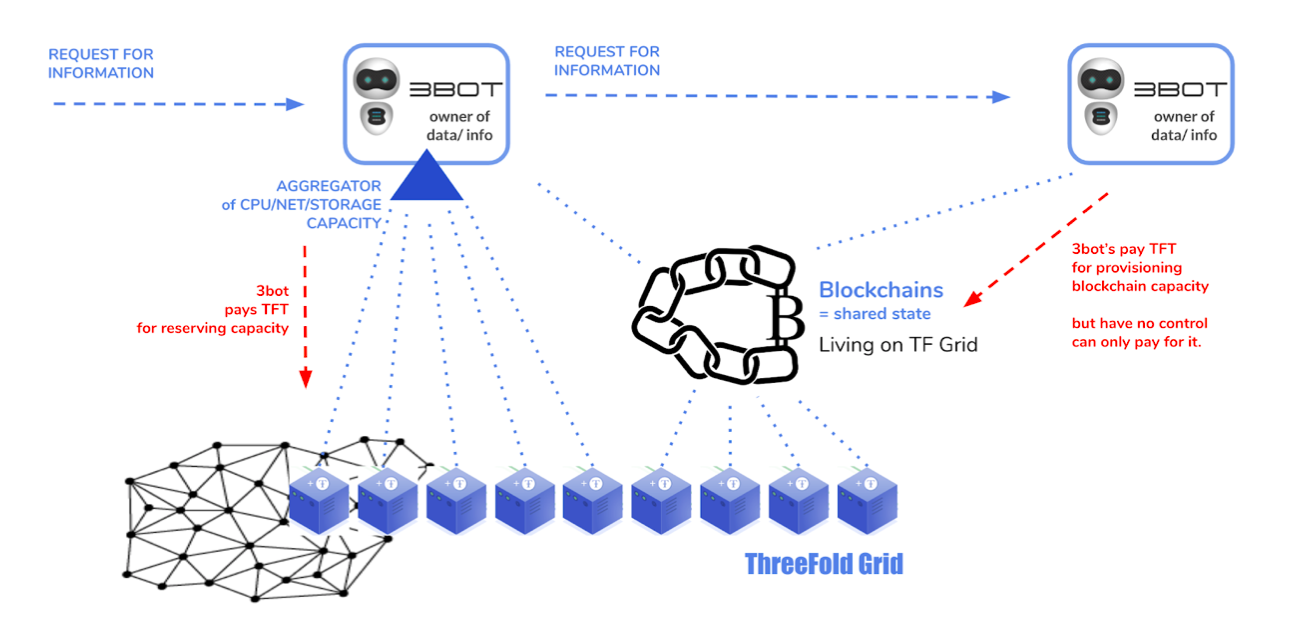 REQUEST FOR
INFORMATION
3BOT
owner of
data/ info
REQUEST FOR
INFORMATION
3BOT
owner of
data/ info
AGGREGATOR
of CPU/NET/STORAGE
CAPACITY
3bot
pays TFT
for reserving capacity
B
Blockchains
= shared state
Living on TF Grid
3bot's pay TFT
for provisioning
blockchain capacity
but have no control
can only pay for it.
+ T
+ T
+ T
+ T
+ T
+ T
+ T
+ T
+ T
ThreeFold Grid